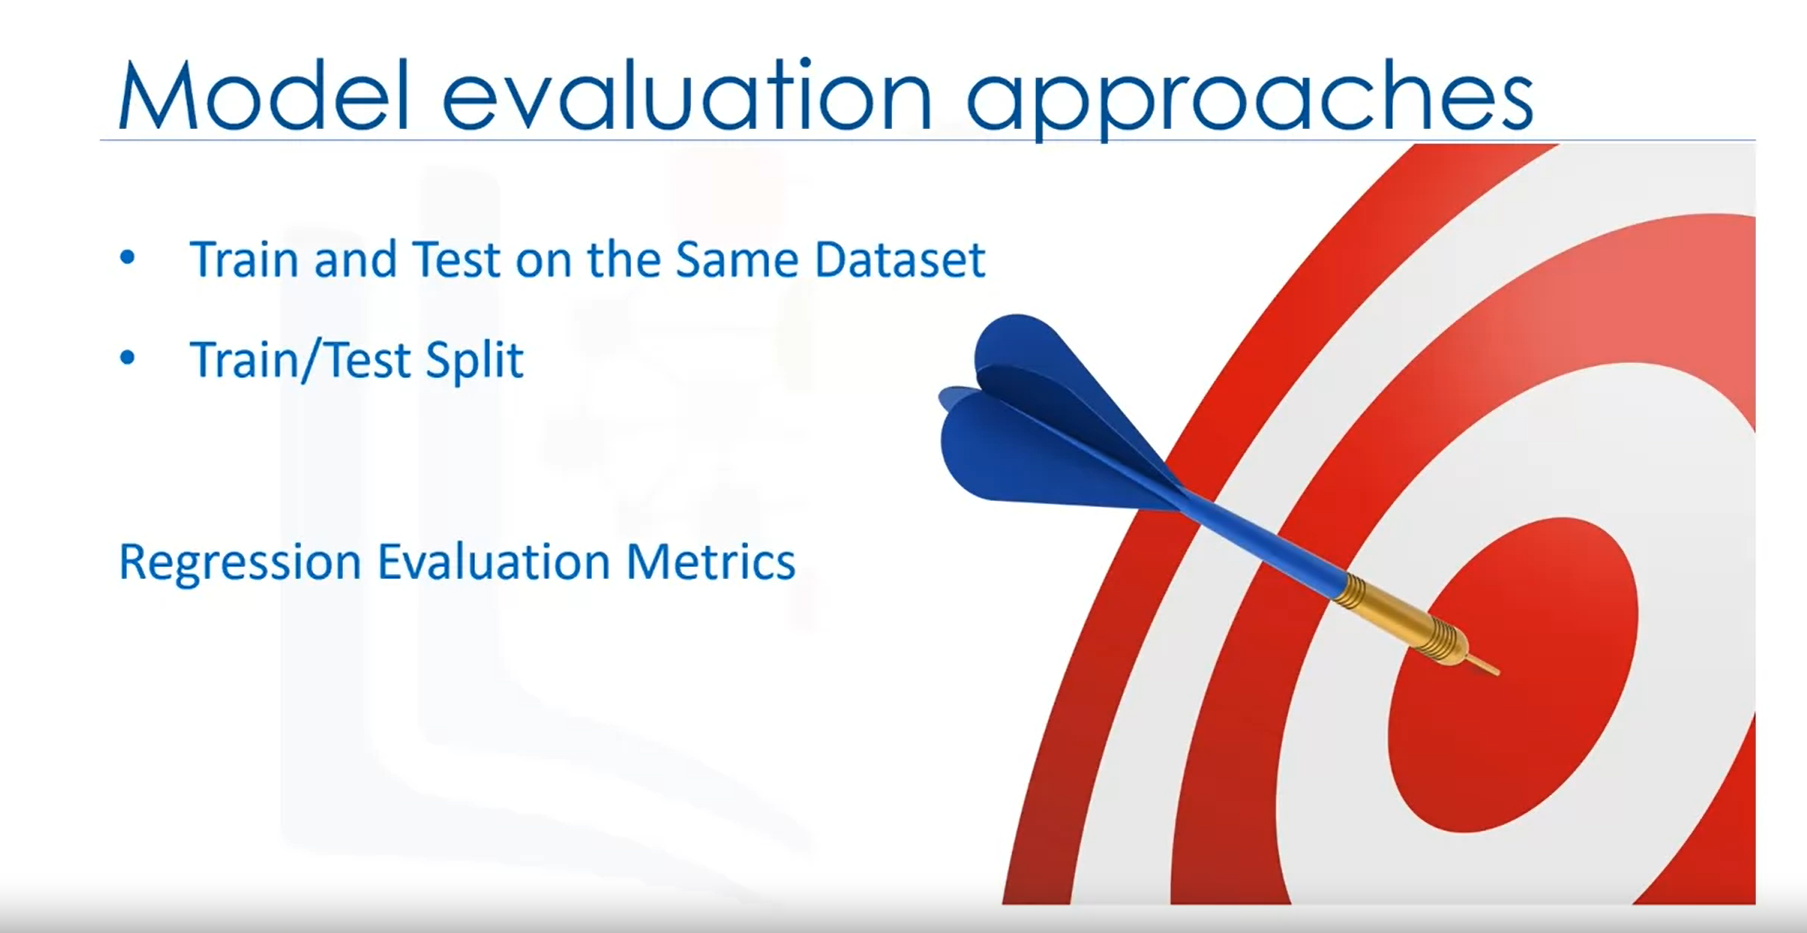 Model evaluation approaches
• Train and Test on the Same Dataset
• Train/Test Split
Regression Evaluation Metrics